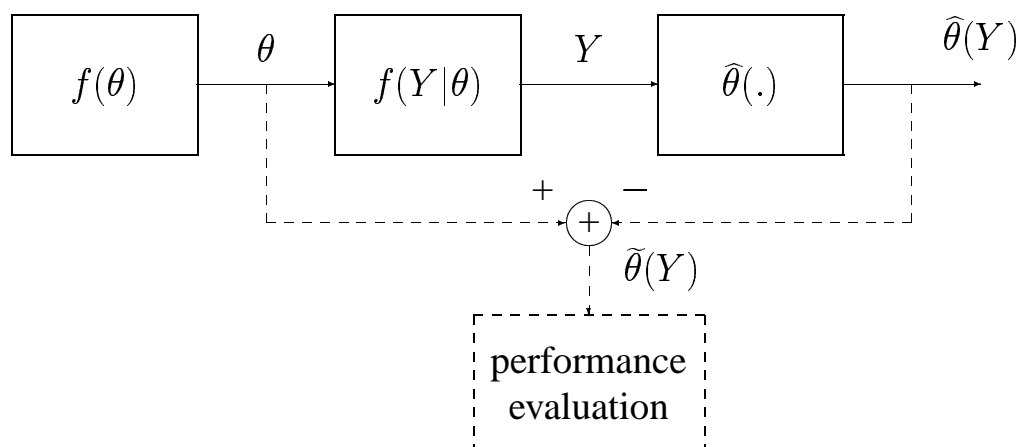 θ Y θ̂(Y)
f(θ) f(Y|θ) θ̂(.)
+ −
+
θ̃(Y)
performance
evaluation